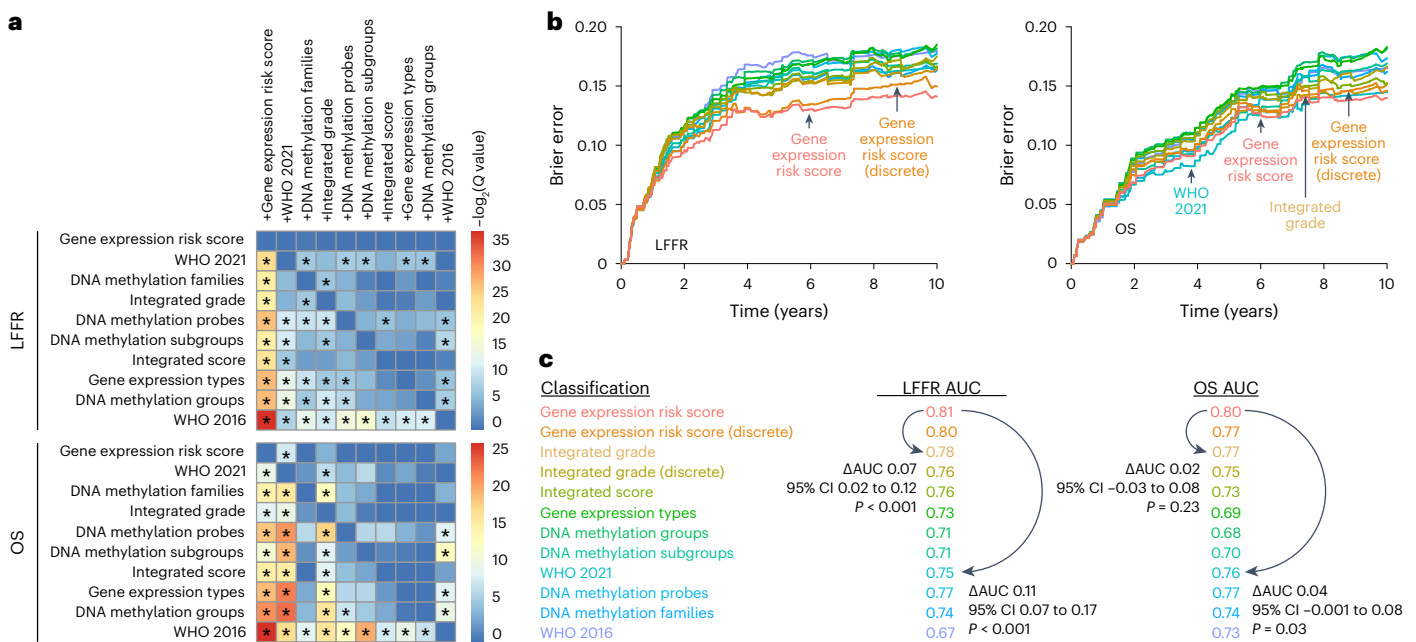 a
+Gene expression risk score
+WHO 2021
+DNA methylation families
+Integrated grade
+DNA methylation probes
+DNA methylation subgroups
+Integrated score
+Gene expression types
+DNA methylation groups
+WHO 2016
−log₂(Q value)
LFFR
Gene expression risk score
WHO 2021
DNA methylation families
Integrated grade
DNA methylation probes
DNA methylation subgroups
Integrated score
Gene expression types
DNA methylation groups
WHO 2016
35
30
25
20
15
10
5
0
OS
Gene expression risk score
WHO 2021
DNA methylation families
Integrated grade
DNA methylation probes
DNA methylation subgroups
Integrated score
Gene expression types
DNA methylation groups
WHO 2016
25
20
15
10
5
0
b
Brier error
0.20
0.15
0.10
0.05
0
0 2 4 6 8 10
Time (years)
LFFR
Gene
expression
risk score
Gene
expression
risk score
(discrete)
Brier error
0.20
0.15
0.10
0.05
0
0 2 4 6 8 10
Time (years)
OS
WHO
2021
Gene
expression
risk score
Integrated
grade
Gene
expression
risk score
(discrete)
c
Classification LFFR AUC OS AUC
Gene expression risk score 0.81 0.80
Gene expression risk score (discrete) 0.80 0.77
Integrated grade 0.78 0.77
Integrated grade (discrete) 0.76 0.75
Integrated score 0.76 0.73
Gene expression types 0.73 0.69
DNA methylation groups 0.71 0.68
DNA methylation subgroups 0.71 0.70
WHO 2021 0.75 0.76
DNA methylation probes 0.77 0.77
DNA methylation families 0.74 0.74
WHO 2016 0.67 0.73
ΔAUC 0.07
95% CI 0.02 to 0.12
P < 0.001
ΔAUC 0.11
95% CI 0.07 to 0.17
P < 0.001
ΔAUC 0.02
95% CI −0.03 to 0.08
P = 0.23
ΔAUC 0.04
95% CI −0.001 to 0.08
P = 0.03